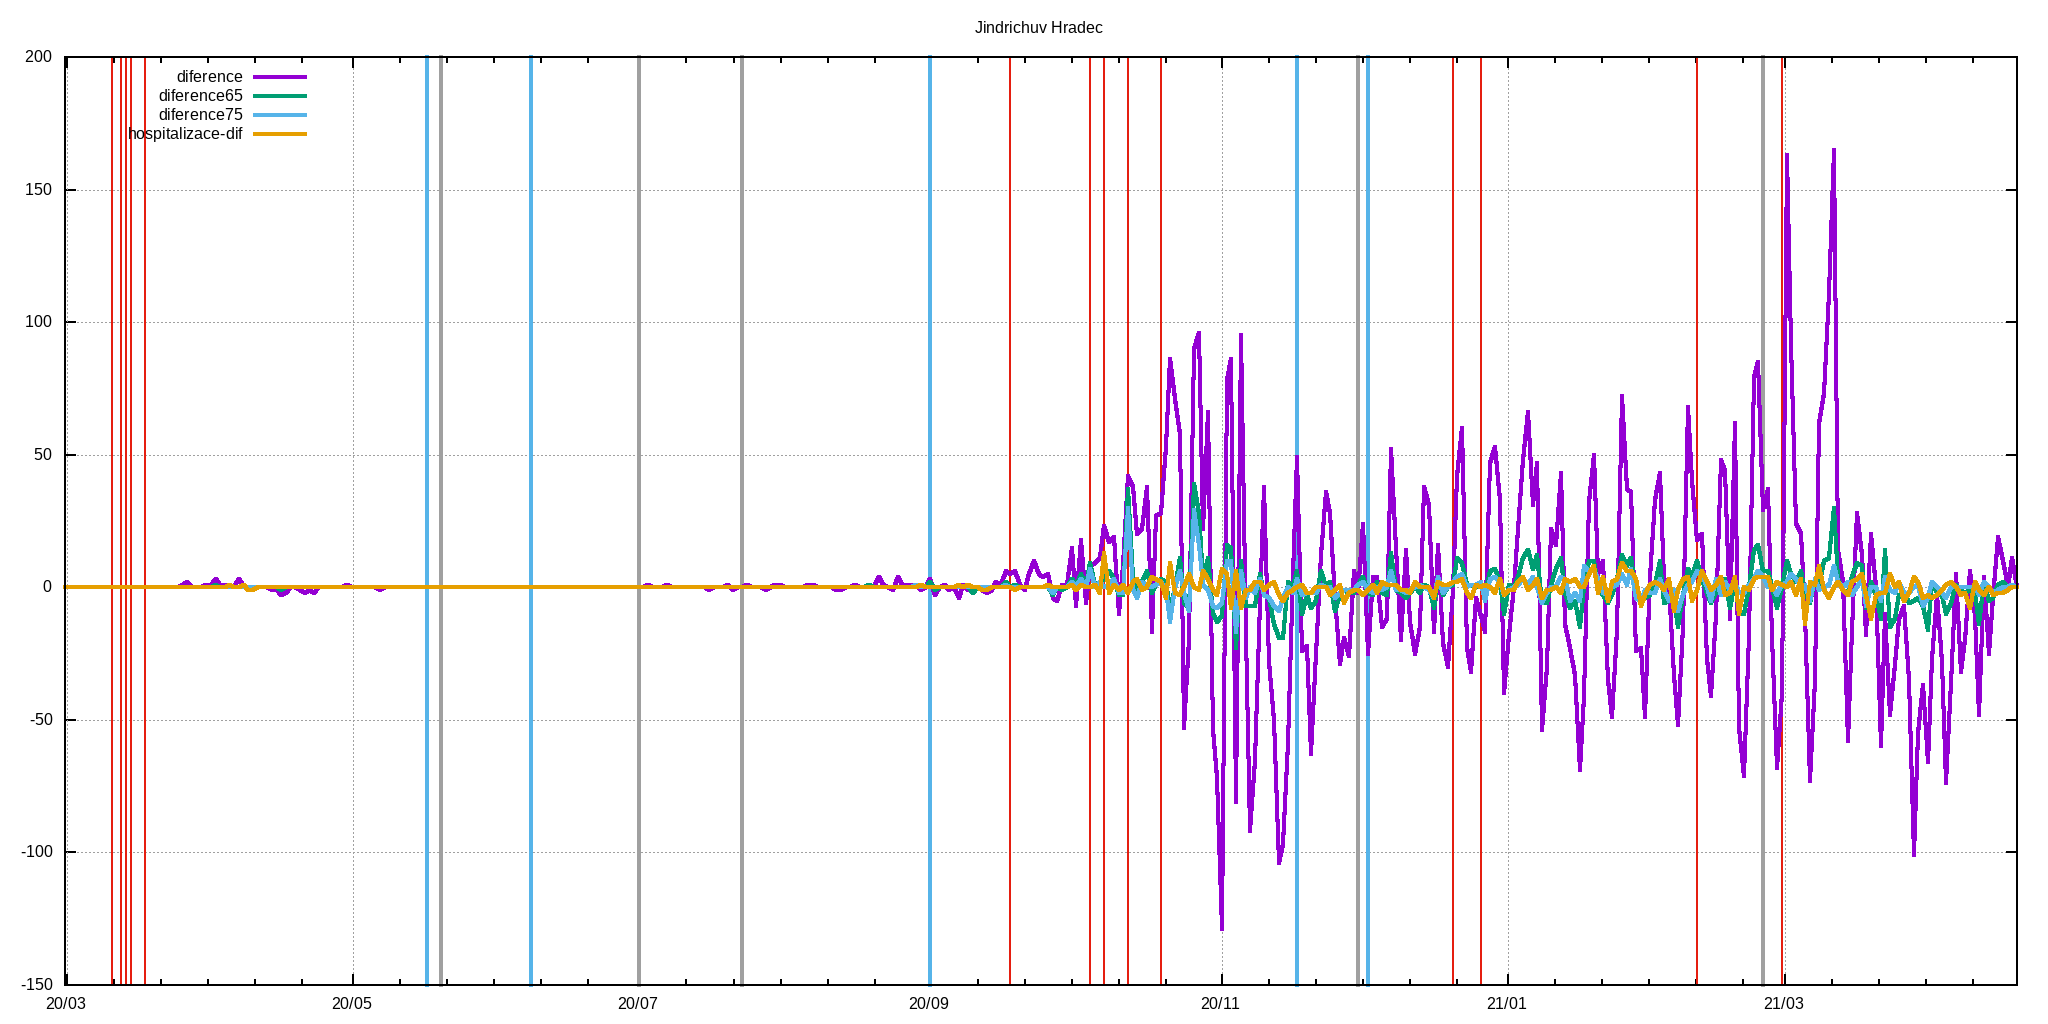 Jindrichuv Hradec
200
diference
diference65
diference75
hospitalizace-dif
150
100
50
0
-50
-100
-150
20/03 20/05 20/07 20/09 20/11 21/01 21/03